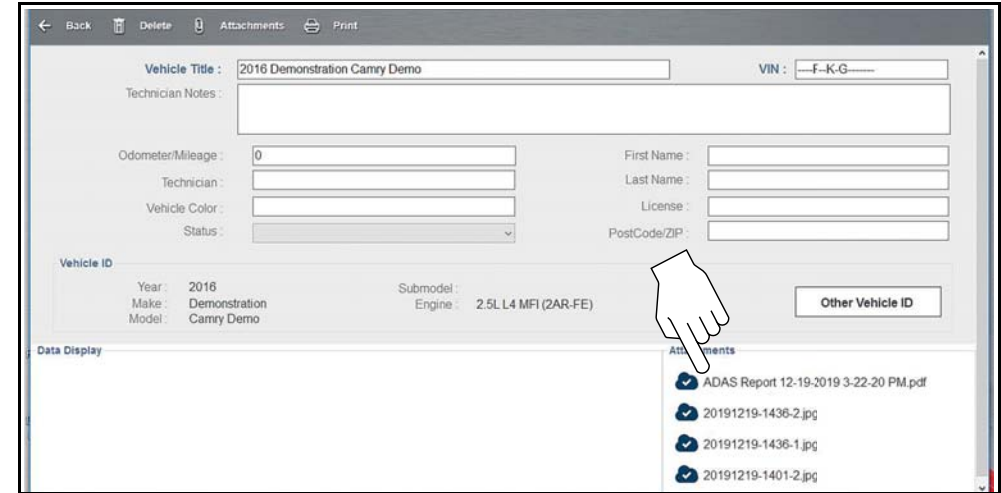 Back Delete Attachments Print
Vehicle Title : 2016 Demonstration Camry Demo VIN : ----F--K-G-------
Technician Notes :
Odometer/Mileage : 0 First Name :
Technician : Last Name :
Vehicle Color : License :
Status : PostCode/ZIP :
Vehicle ID
Year : 2016 Submodel :
Make : Demonstration Engine : 2.5L L4 MFI (2AR-FE) Other Vehicle ID
Model : Camry Demo
Data Display Attachments
ADAS Report 12-19-2019 3-22-20 PM.pdf
20191219-1436-2.jpg
20191219-1436-1.jpg
20191219-1401-2.jpg